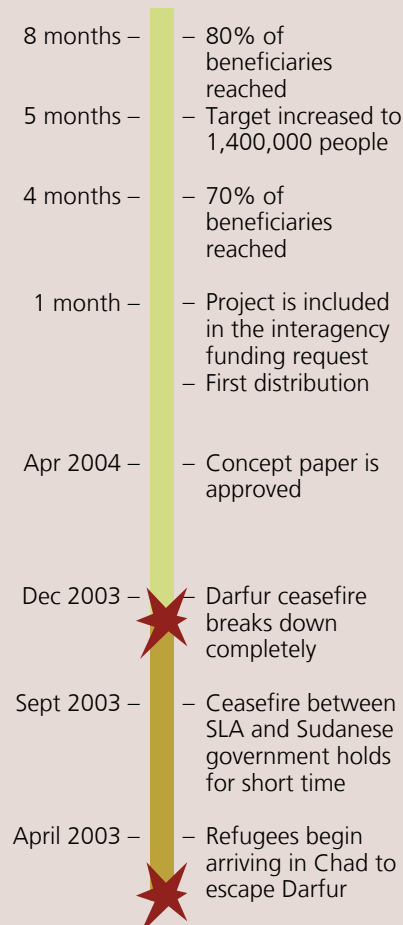 8 months – – 80% of
beneficiaries
reached
5 months – – Target increased to
1,400,000 people
4 months – – 70% of
beneficiaries
reached
1 month – – Project is included
in the interagency
funding request
– First distribution
Apr 2004 – – Concept paper is
approved
Dec 2003 – – Darfur ceasefire
breaks down
completely
Sept 2003 – – Ceasefire between
SLA and Sudanese
government holds
for short time
April 2003 – – Refugees begin
arriving in Chad to
escape Darfur